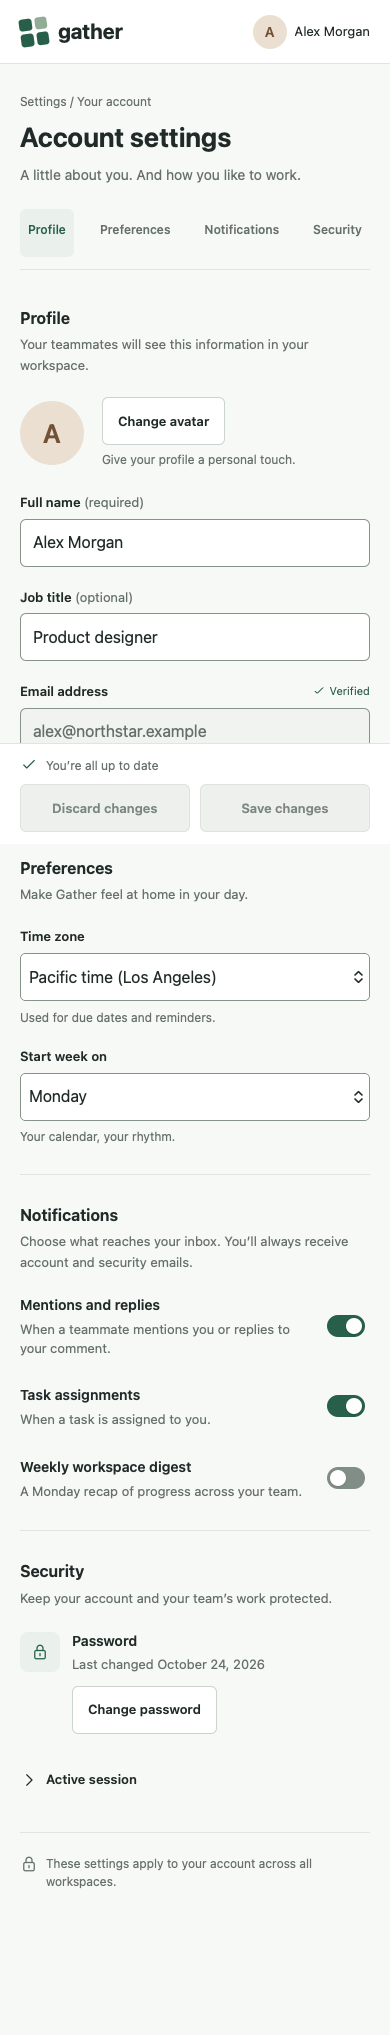 gather
A
Alex Morgan
Settings / Your account
Account settings
A little about you. And how you like to work.
Profile
Preferences
Notifications
Security
Profile
Your teammates will see this information in your
workspace.
A
Change avatar
Give your profile a personal touch.
Full name (required)
Alex Morgan
Job title (optional)
Product designer
Email address
Verified
alex@northstar.example
You’re all up to date
Discard changes
Save changes
Preferences
Make Gather feel at home in your day.
Time zone
Pacific time (Los Angeles)
Used for due dates and reminders.
Start week on
Monday
Your calendar, your rhythm.
Notifications
Choose what reaches your inbox. You’ll always receive
account and security emails.
Mentions and replies
When a teammate mentions you or replies to
your comment.
Task assignments
When a task is assigned to you.
Weekly workspace digest
A Monday recap of progress across your team.
Security
Keep your account and your team’s work protected.
Password
Last changed October 24, 2026
Change password
Active session
These settings apply to your account across all
workspaces.